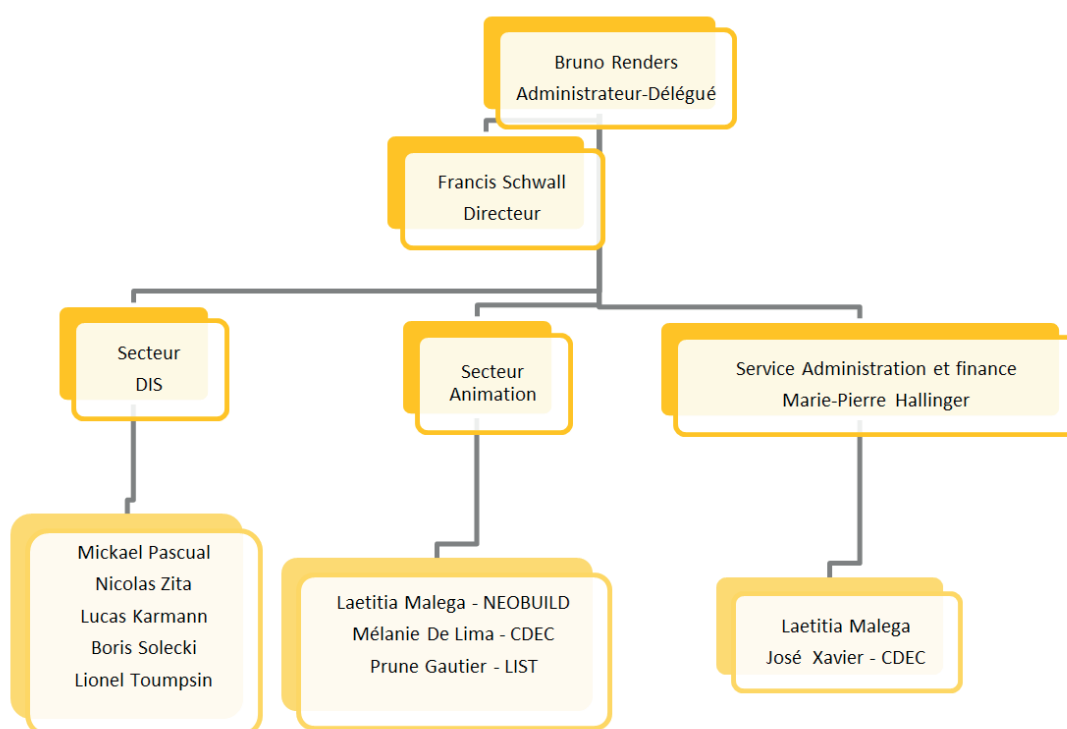 Bruno Renders
Administrateur-Délégué
Francis Schwall
Directeur
Secteur
DIS
Secteur
Animation
Service Administration et finance
Marie-Pierre Hallinger
Mickael Pascual
Nicolas Zita
Lucas Karmann
Boris Solecki
Lionel Toumpsin
Laetitia Malega - NEOBUILD
Mélanie De Lima - CDEC
Prune Gautier - LIST
Laetitia Malega
José Xavier - CDEC